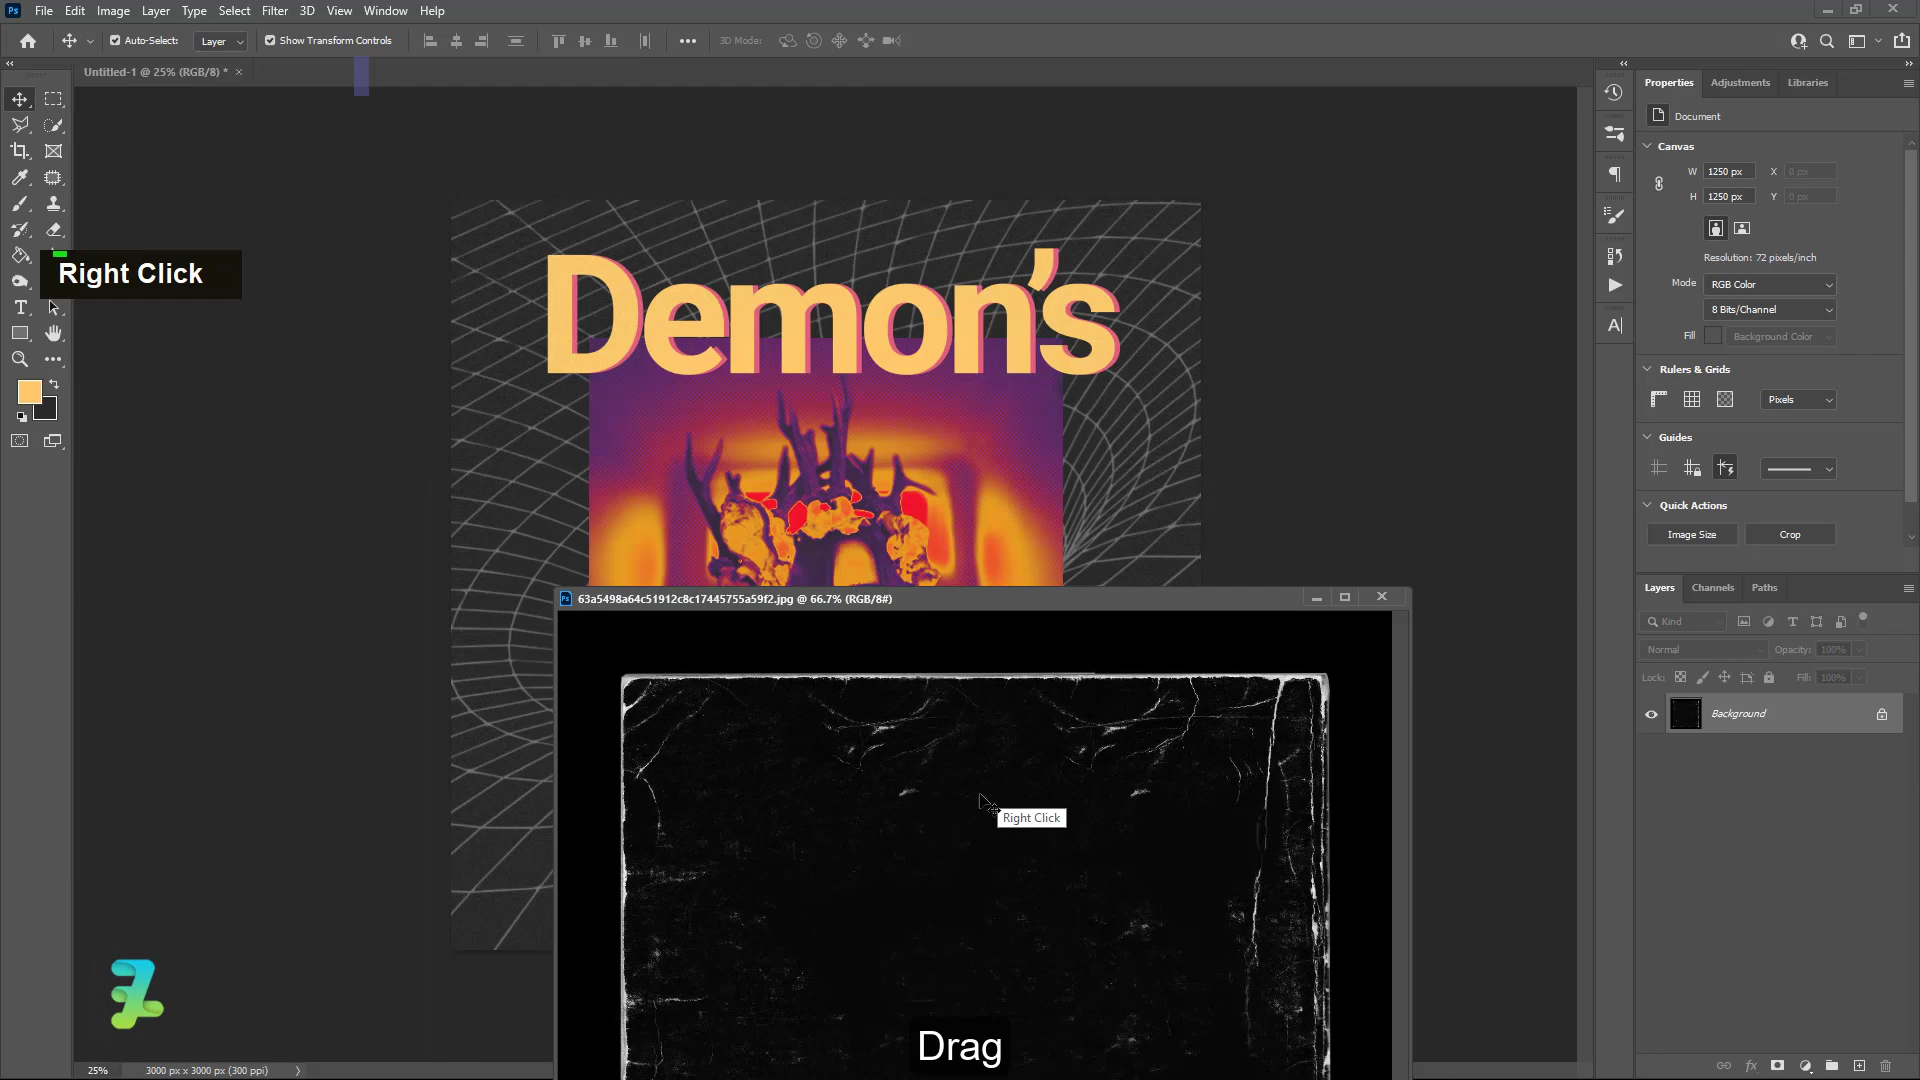 Ps File Edit Image Layer Type Select Filter 3D View Window Help
Auto-Select: Layer Show Transform Controls 3D Mode:
Untitled-1 @ 25% (RGB/8) *
Right Click
Demon's
63a5498a64c51912c8c17445755a59f2.jpg @ 66.7% (RGB/8#)
Right Click
Drag
25% 3000 px x 3000 px (300 ppi)
Properties Adjustments Libraries
Document
Canvas
W 1250 px X 0 px
H 1250 px Y 0 px
Resolution: 72 pixels/inch
Mode RGB Color
8 Bits/Channel
Fill Background Color
Rulers & Grids
Pixels
Guides
Quick Actions
Image Size Crop
Layers Channels Paths
Kind
Normal Opacity: 100%
Lock: Fill: 100%
Background